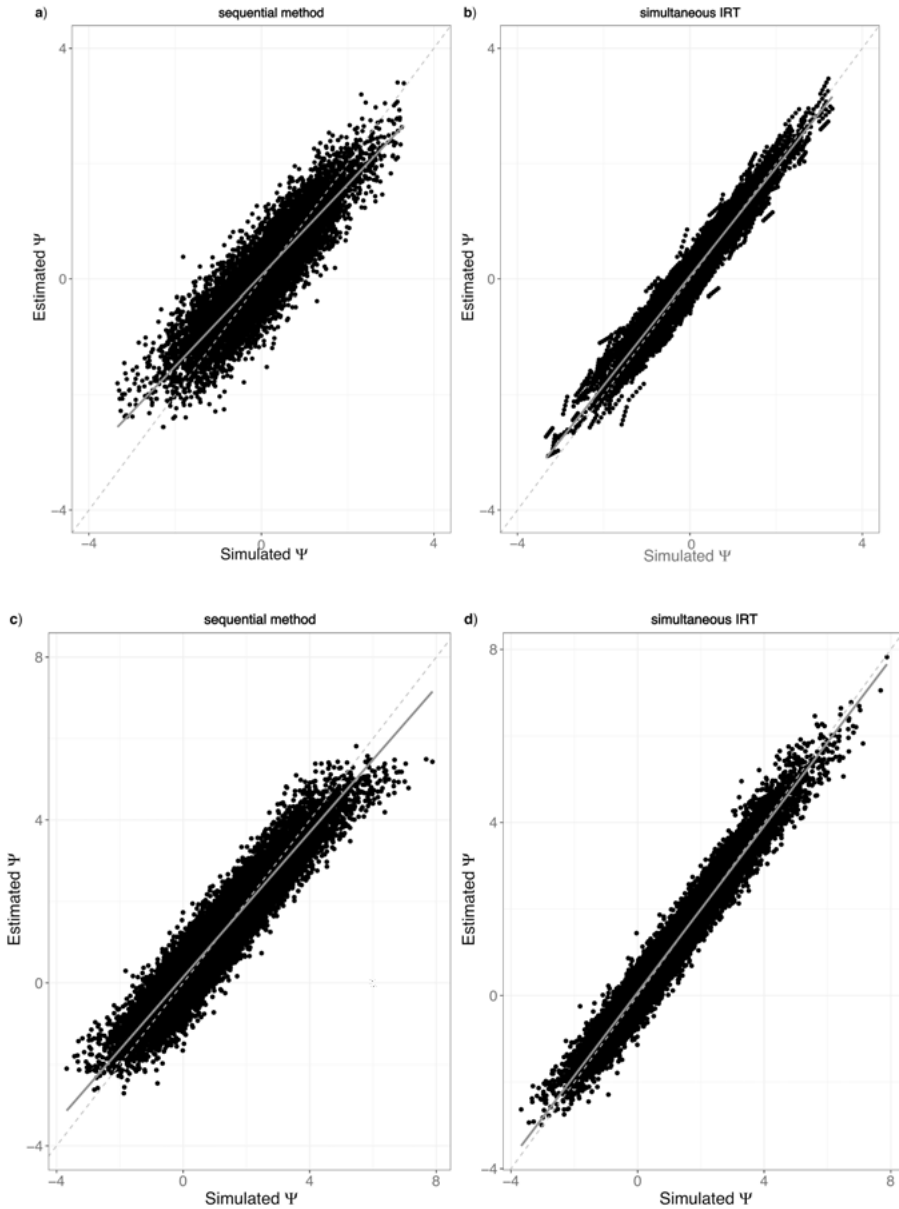 a) sequential method
b) simultaneous IRT
4
0
−4
Estimated Ψ
−4 0 4
Simulated Ψ
4
0
−4
Estimated Ψ
−4 0 4
Simulated Ψ
c) sequential method
d) simultaneous IRT
8
4
0
−4
Estimated Ψ
−4 0 4 8
Simulated Ψ
8
4
0
−4
Estimated Ψ
−4 0 4 8
Simulated Ψ